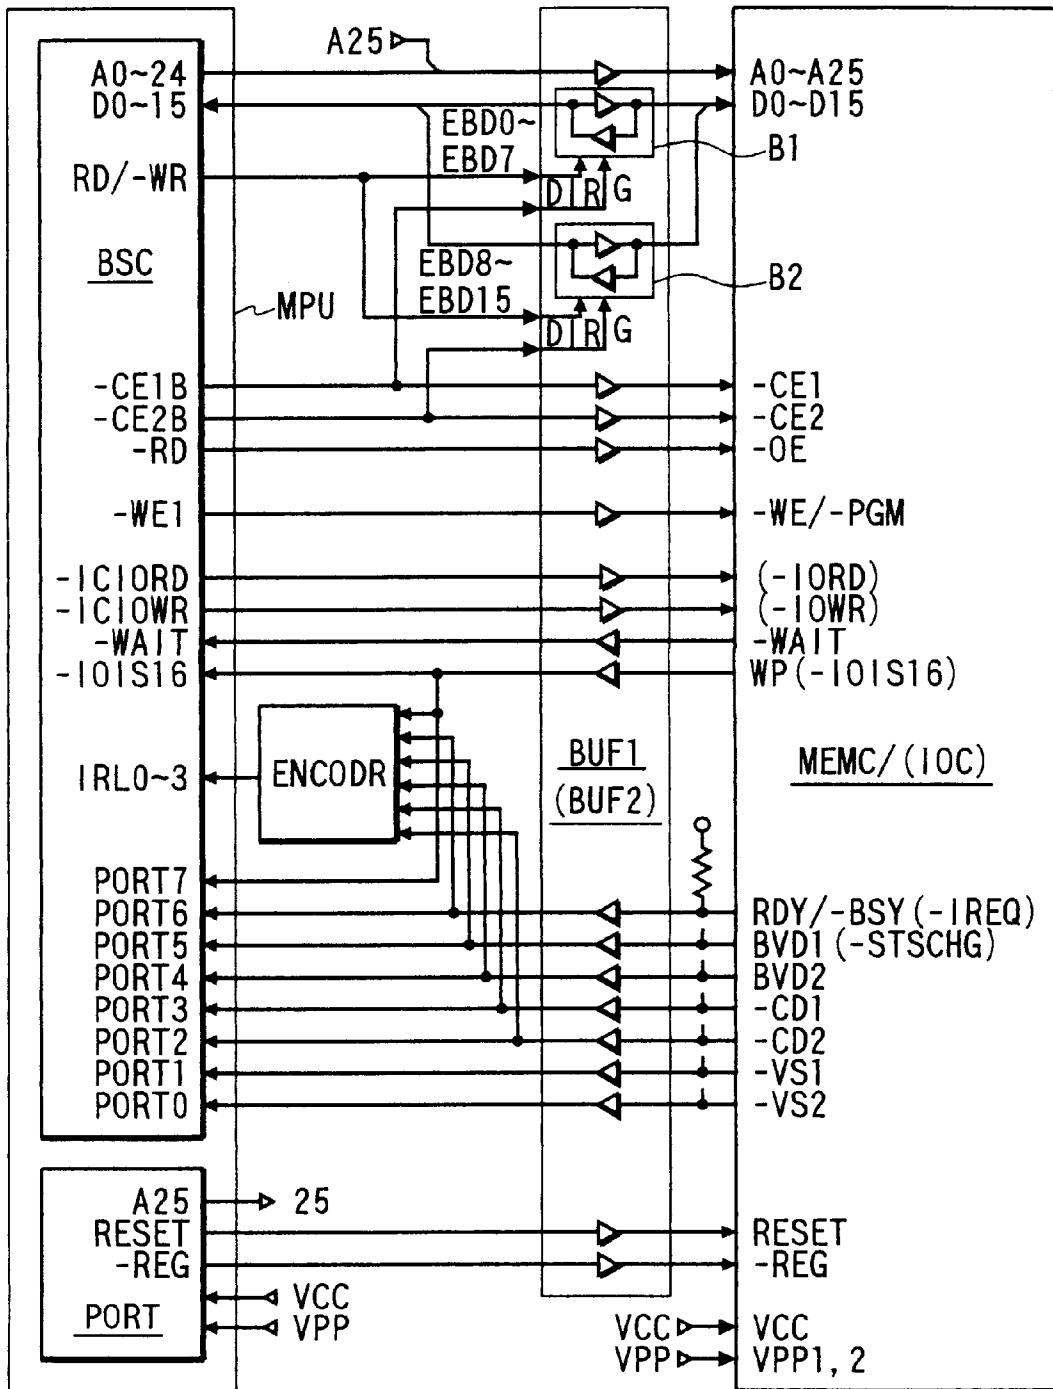 A25
A0~24 A0~A25
D0~15 D0~D15
EBD0~
EBD7
B1
RD/-WR
DIR G
BSC
EBD8~
EBD15
B2
MPU
DIR G
-CE1B -CE1
-CE2B -CE2
-RD -OE
-WE1 -WE/-PGM
-ICIORD (-IORD)
-ICIOWR (-IOWR)
-WAIT -WAIT
-IOIS16 WP(-IOIS16)
BUF1
(BUF2)
MEMC/(IOC)
IRL0~3 ENCODR
PORT7
PORT6 RDY/-BSY(-IREQ)
PORT5 BVD1(-STSCHG)
PORT4 BVD2
PORT3 -CD1
PORT2 -CD2
PORT1 -VS1
PORT0 -VS2
A25 25
RESET RESET
-REG -REG
VCC
PORT VPP
VCC VCC
VPP VPP1,2